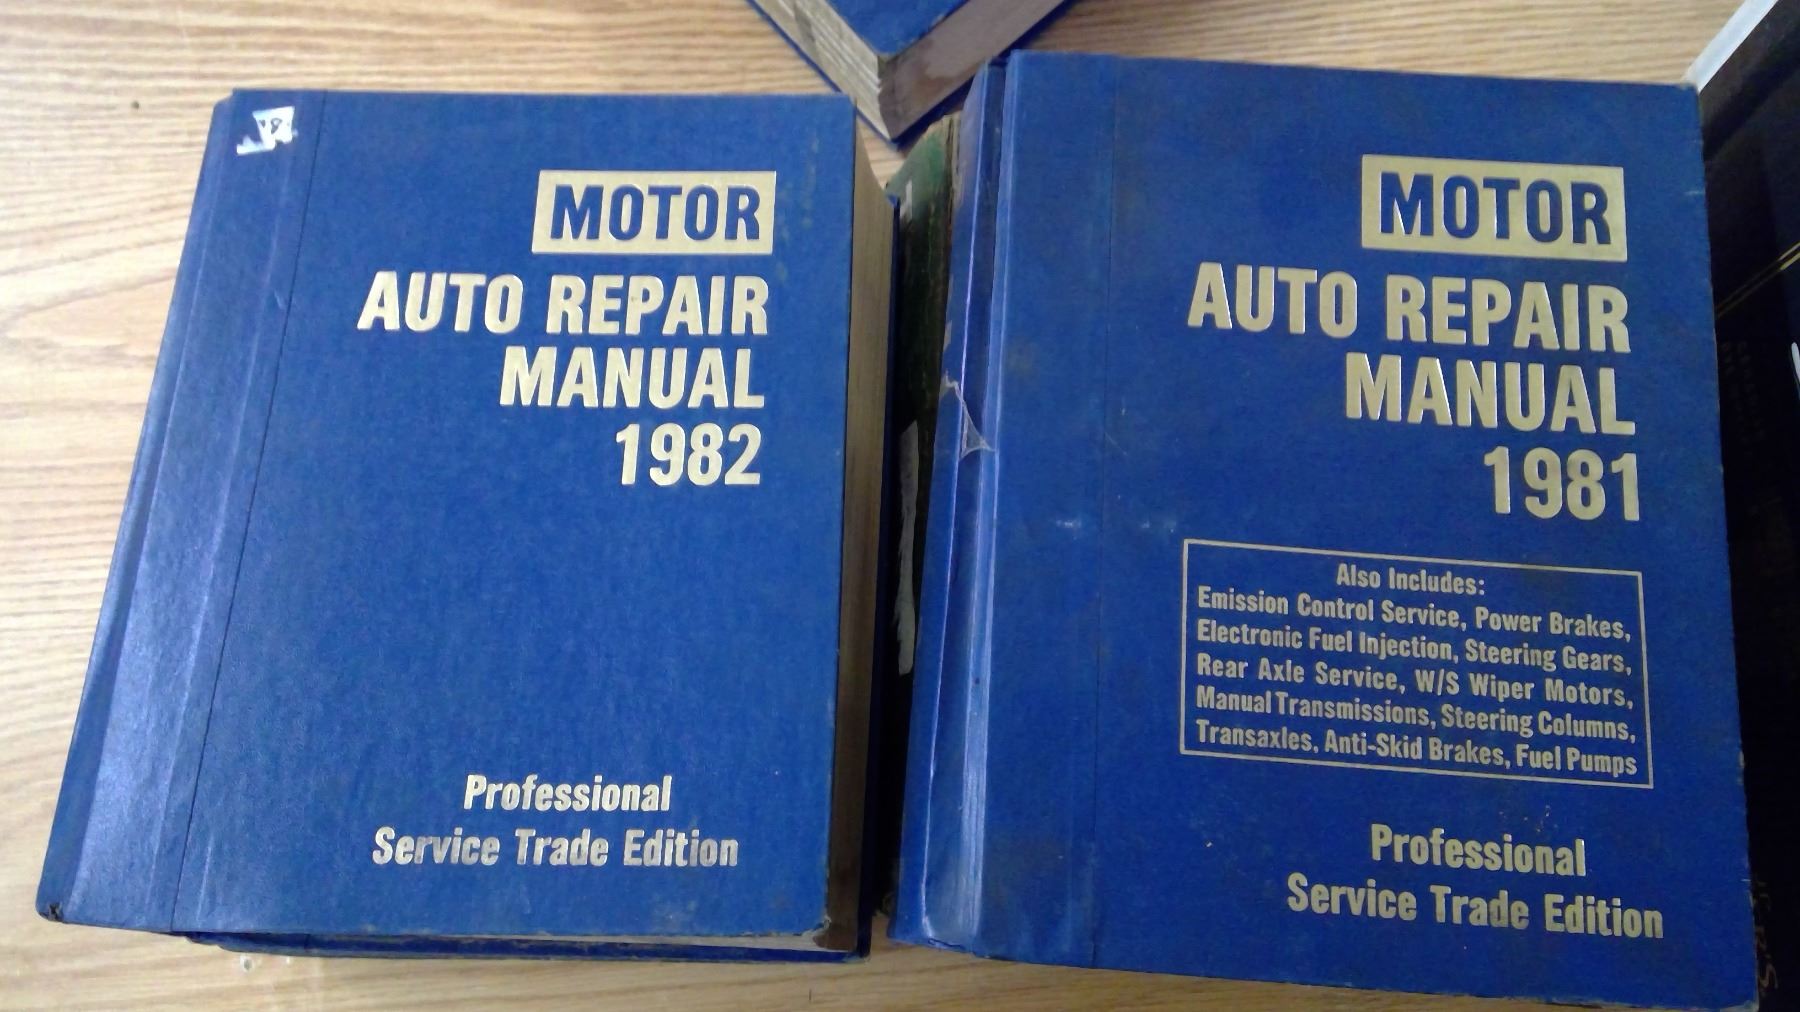 MOTOR
AUTO REPAIR
MANUAL
1982
Professional
Service Trade Edition
MOTOR
AUTO REPAIR
MANUAL
1981
Also Includes:
Emission Control Service, Power Brakes,
Electronic Fuel Injection, Steering Gears,
Rear Axle Service, W/S Wiper Motors,
Manual Transmissions, Steering Columns,
Transaxles, Anti-Skid Brakes, Fuel Pumps
Professional
Service Trade Edition